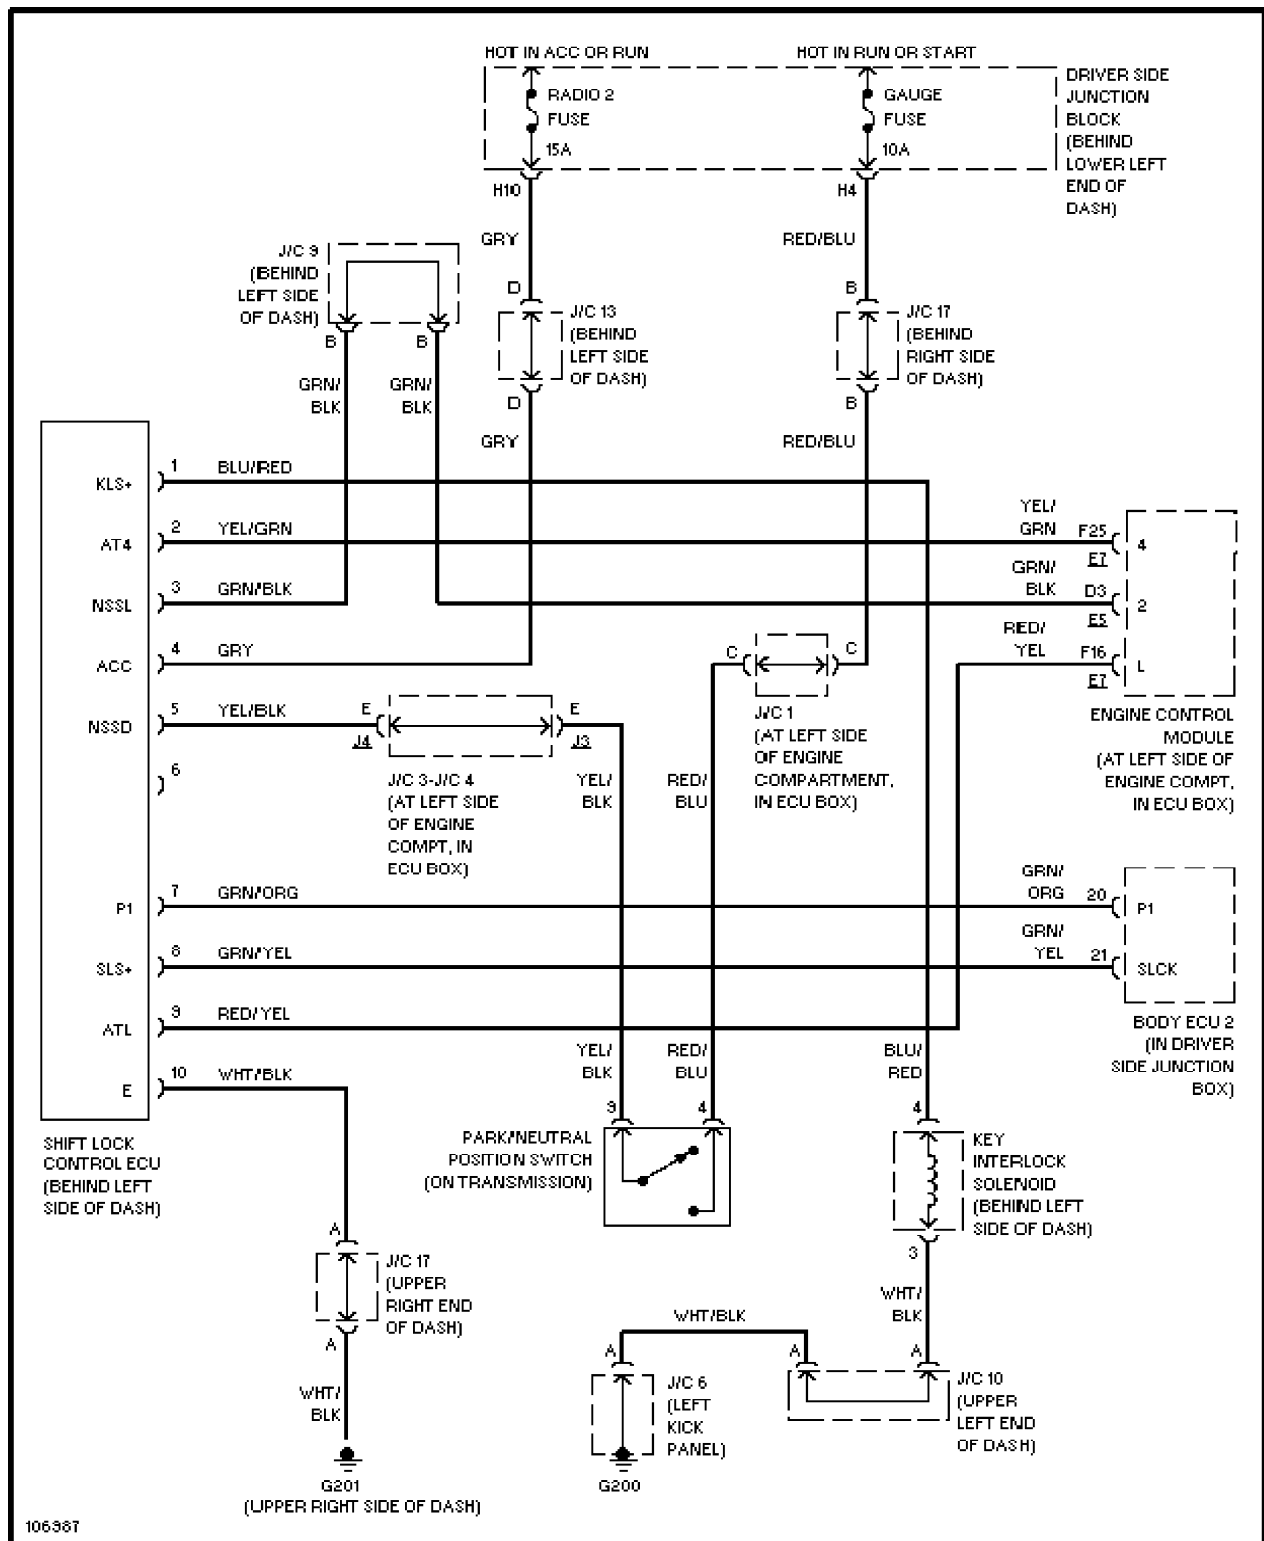 HOT IN ACC OR RUN
HOT IN RUN OR START
RADIO 2
FUSE
15A
GAUGE
FUSE
10A
DRIVER SIDE
JUNCTION
BLOCK
(BEHIND
LOWER LEFT
END OF
DASH)
H10
H4
GRY
RED/BLU
J/C 9
(BEHIND
LEFT SIDE
OF DASH)
D
B
J/C 13
(BEHIND
LEFT SIDE
OF DASH)
J/C 17
(BEHIND
RIGHT SIDE
OF DASH)
B
B
GRN/
BLK
GRN/
BLK
D
B
GRY
RED/BLU
KLS+
1
BLU/RED
AT4
2
YEL/GRN
YEL/
GRN
F25
E7
4
NSSL
3
GRN/BLK
GRN/
BLK
D3
E5
2
ACC
4
GRY
C
C
RED/
YEL
F16
E7
L
NSSD
5
YEL/BLK
E
J4
E
J3
J/C 1
(AT LEFT SIDE
OF ENGINE
COMPARTMENT,
IN ECU BOX)
ENGINE CONTROL
MODULE
(AT LEFT SIDE OF
ENGINE COMPT,
IN ECU BOX)
6
J/C 3-J/C 4
(AT LEFT SIDE
OF ENGINE
COMPT, IN
ECU BOX)
YEL/
BLK
RED/
BLU
P1
7
GRN/ORG
GRN/
ORG
20
P1
SLS+
8
GRN/YEL
GRN/
YEL
21
SLCK
ATL
9
RED/YEL
BODY ECU 2
(IN DRIVER
SIDE JUNCTION
BOX)
E
10
WHT/BLK
YEL/
BLK
RED/
BLU
BLU/
RED
9
4
4
SHIFT LOCK
CONTROL ECU
(BEHIND LEFT
SIDE OF DASH)
PARK/NEUTRAL
POSITION SWITCH
(ON TRANSMISSION)
KEY
INTERLOCK
SOLENOID
(BEHIND LEFT
SIDE OF DASH)
3
A
J/C 17
(UPPER
RIGHT END
OF DASH)
A
WHT/
BLK
WHT/BLK
WHT/
BLK
A
A
A
J/C 6
(LEFT
KICK
PANEL)
J/C 10
(UPPER
LEFT END
OF DASH)
G201
(UPPER RIGHT SIDE OF DASH)
G200
106987